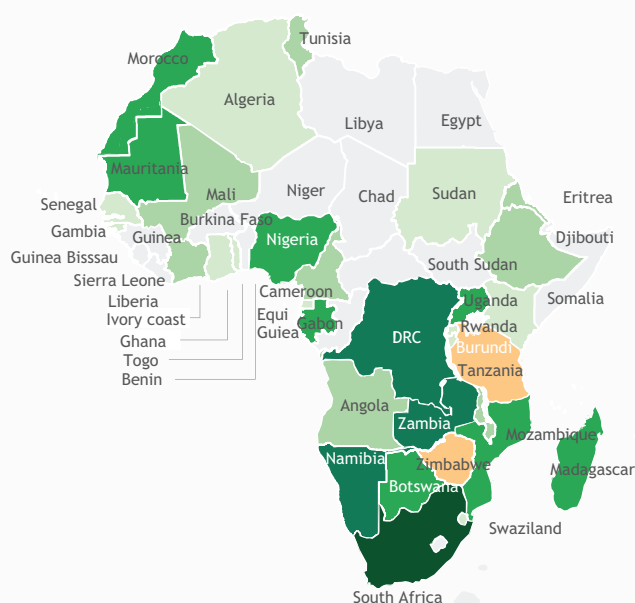 Tunisia
Morocco
Algeria
Libya
Egypt
Mauritania
Mali
Niger
Chad
Sudan
Eritrea
Senegal
Burkina Faso
Gambia
Guinea
Nigeria
Djibouti
Guinea Bisssau
South Sudan
Sierra Leone
Cameroon
Somalia
Liberia
Uganda
Ivory coast
Equi
Guiea
Gabon
Rwanda
Ghana
DRC
Burundi
Togo
Tanzania
Benin
Angola
Zambia
Mozambique
Namibia
Zimbabwe
Madagascar
Botswana
Swaziland
South Africa